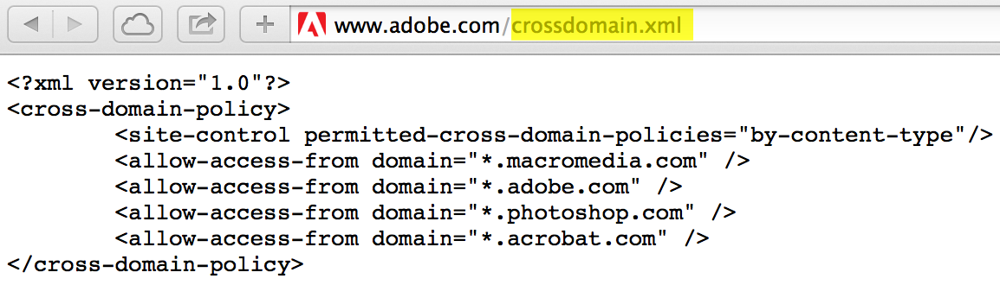 www.adobe.com/crossdomain.xml
<?xml version="1.0"?>
<cross-domain-policy>
        <site-control permitted-cross-domain-policies="by-content-type"/>
        <allow-access-from domain="*.macromedia.com" />
        <allow-access-from domain="*.adobe.com" />
        <allow-access-from domain="*.photoshop.com" />
        <allow-access-from domain="*.acrobat.com" />
</cross-domain-policy>